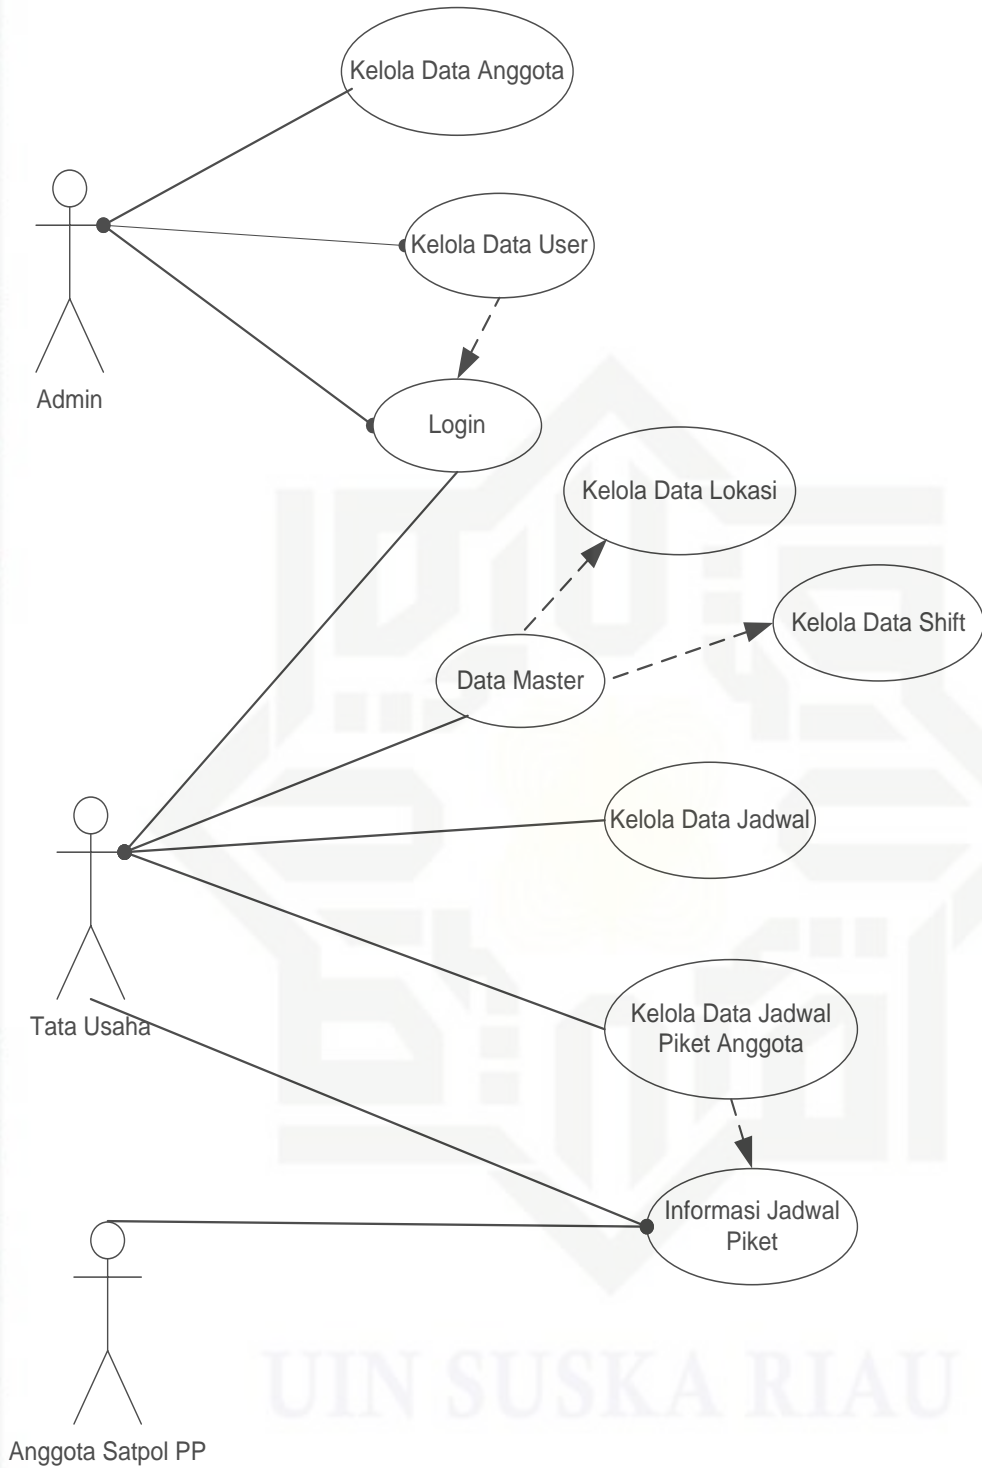 Kelola Data Anggota
Kelola Data User
Admin
Login
Kelola Data Lokasi
Kelola Data Shift
Data Master
Kelola Data Jadwal
Kelola Data Jadwal
Piket Anggota
Tata Usaha
Informasi Jadwal
Piket
Anggota Satpol PP
UIN SUSKA RIAU